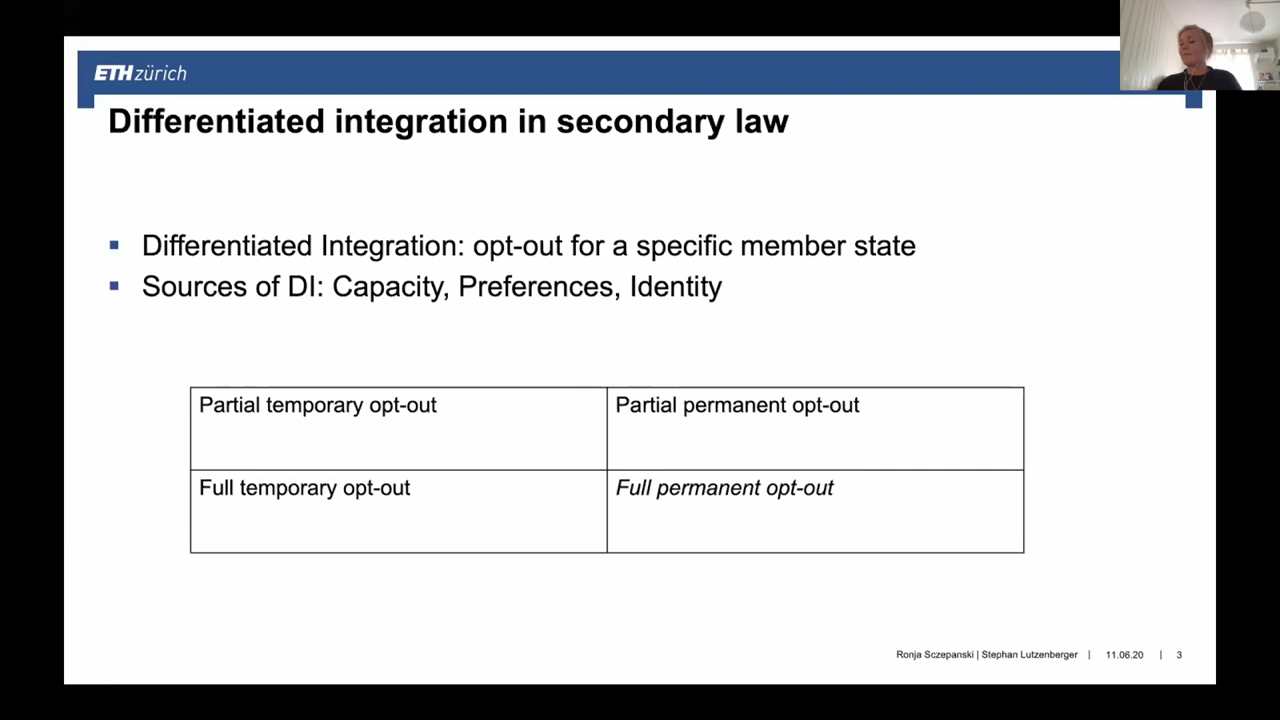 ETH zürich
Differentiated integration in secondary law
▪ Differentiated Integration: opt-out for a specific member state
▪ Sources of DI: Capacity, Preferences, Identity
Partial temporary opt-out
Partial permanent opt-out
Full temporary opt-out
Full permanent opt-out
Ronja Sczepanski | Stephan Lutzenberger | 11.06.20 | 3